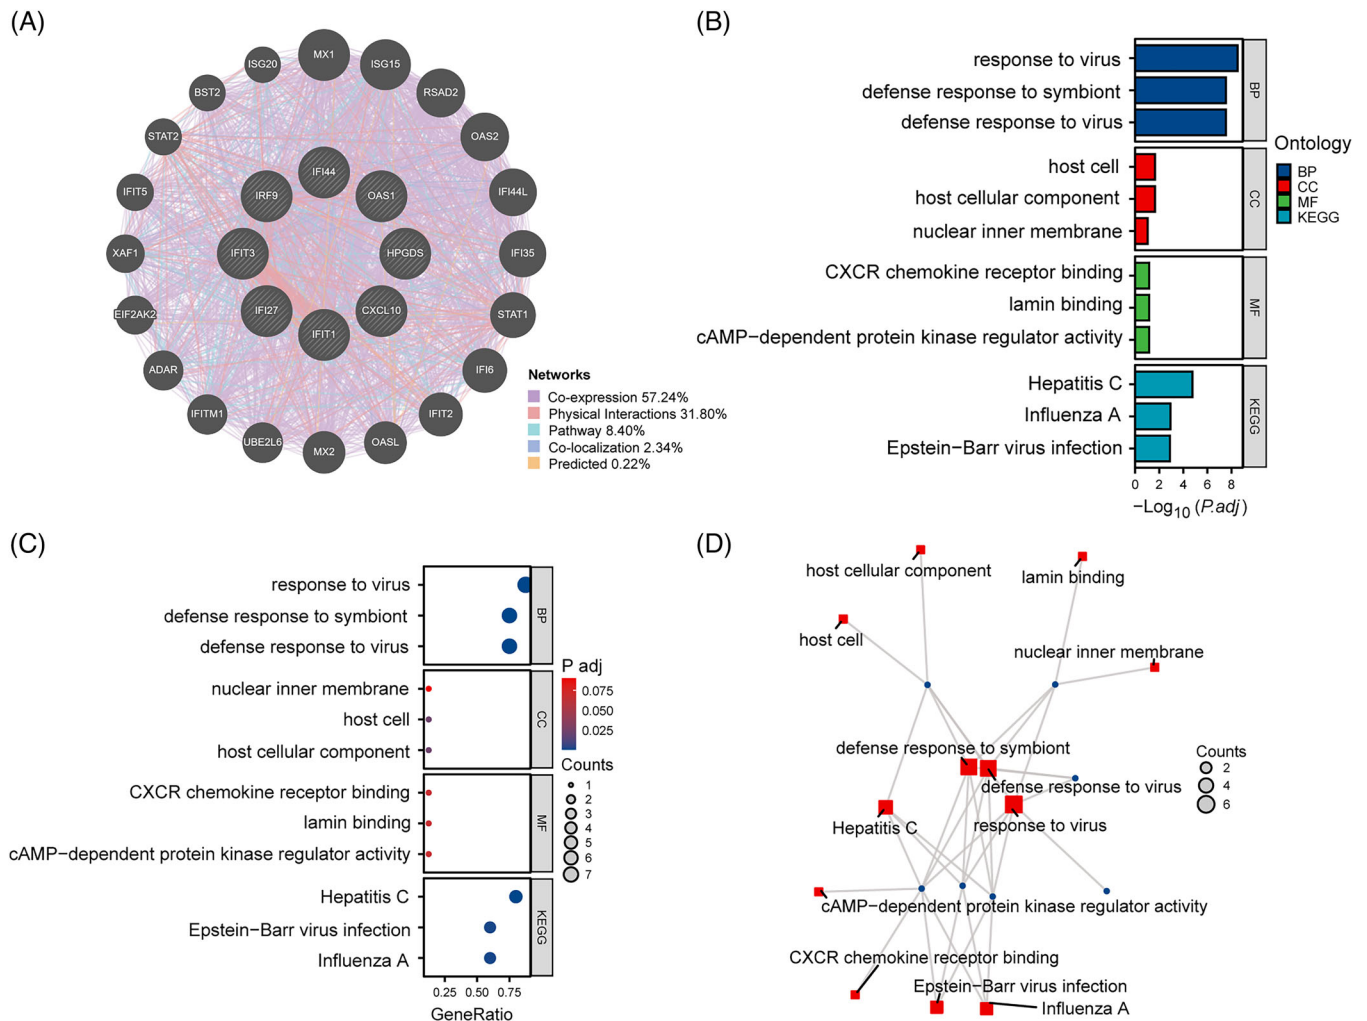 (A)
MX1
ISG15
RSAD2
OAS2
IFI44L
IFI35
STAT1
IFI6
IFIT2
OASL
MX2
UBE2L6
IFITM1
ADAR
EIF2AK2
XAF1
IFIT5
STAT2
BST2
ISG20
IFI44
OAS1
HPGDS
CXCL10
IFIT1
IFI27
IFIT3
IRF9
Networks
Co-expression 57.24%
Physical Interactions 31.80%
Pathway 8.40%
Co-localization 2.34%
Predicted 0.22%
(B)
response to virus
defense response to symbiont
defense response to virus
BP
host cell
host cellular component
nuclear inner membrane
CC
CXCR chemokine receptor binding
lamin binding
cAMP−dependent protein kinase regulator activity
MF
Hepatitis C
Influenza A
Epstein−Barr virus infection
KEGG
0 2 4 6 8
−Log10 (P.adj)
Ontology
BP
CC
MF
KEGG
(C)
response to virus
defense response to symbiont
defense response to virus
BP
nuclear inner membrane
host cell
host cellular component
CC
CXCR chemokine receptor binding
lamin binding
cAMP−dependent protein kinase regulator activity
MF
Hepatitis C
Epstein−Barr virus infection
Influenza A
KEGG
0.25 0.50 0.75
GeneRatio
P adj
0.075
0.050
0.025
Counts
1
2
3
4
5
6
7
(D)
host cellular component
lamin binding
host cell
nuclear inner membrane
defense response to symbiont
defense response to virus
Hepatitis C
response to virus
cAMP−dependent protein kinase regulator activity
CXCR chemokine receptor binding
Epstein−Barr virus infection
Influenza A
Counts
2
4
6